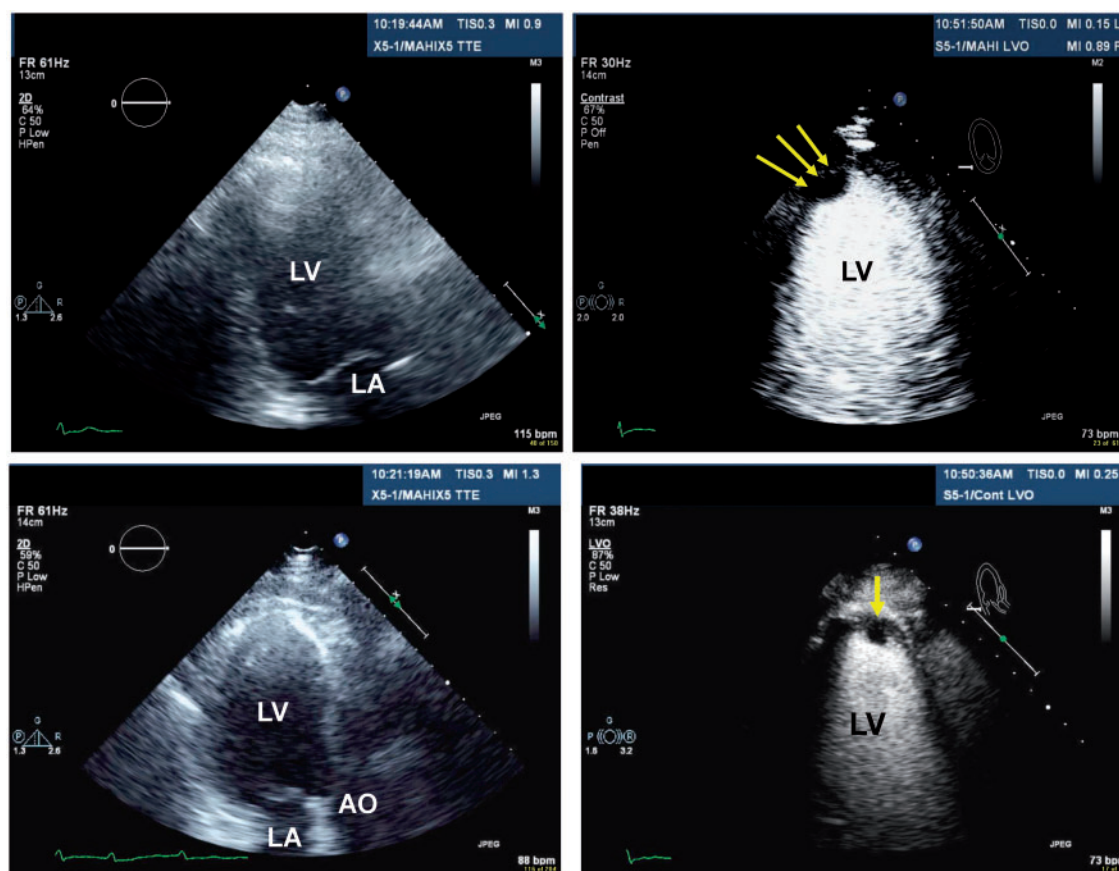 10:19:44AM TIS0.3 MI 0.9
X5-1/MAHIX5 TTE
FR 61Hz
13cm
2D
64%
C 50
P Low
HPen
M3
P
0
LV
LA
G
P R
1.3 2.6
JPEG
115 bpm
10:51:50AM TIS0.0 MI 0.15
S5-1/MAHI LVO MI 0.89
FR 30Hz
14cm
Contrast
67%
C 50
P Off
Pen
M2
P
LV
G
P R
2.0 2.0
JPEG
73 bpm
10:21:19AM TIS0.3 MI 1.3
X5-1/MAHIX5 TTE
FR 61Hz
14cm
2D
59%
C 50
P Low
HPen
M3
P
0
LV
AO
LA
G
P R
1.3 2.6
JPEG
88 bpm
10:50:36AM TIS0.0 MI 0.25
S5-1/Cont LVO
FR 38Hz
13cm
LVO
87%
C 50
P Low
Res
M3
P
LV
G
P R
1.6 3.2
JPEG
73 bpm